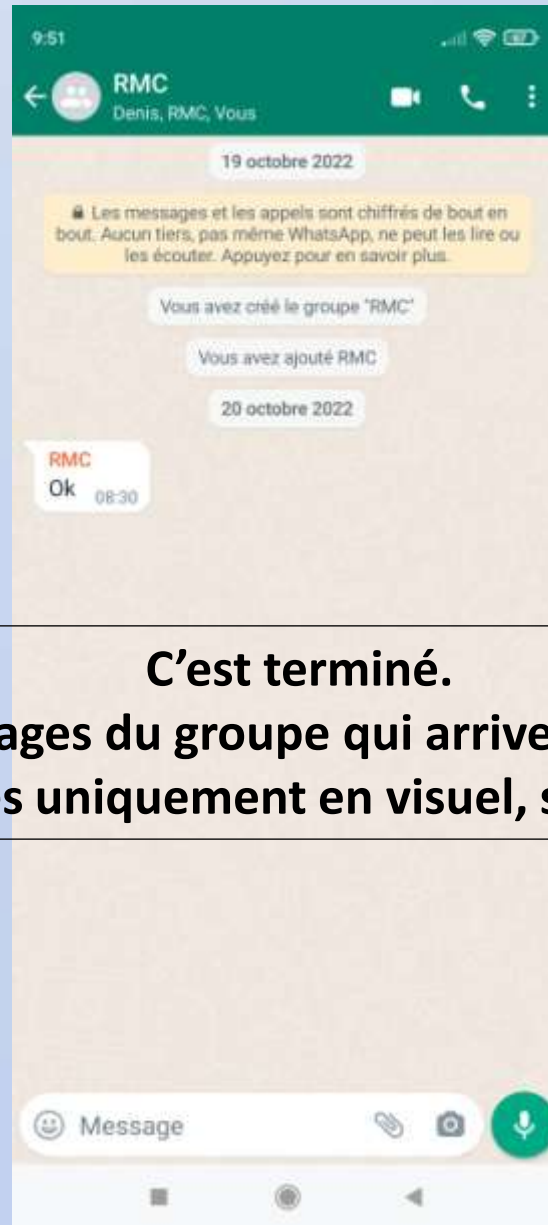 9:51
RMC
Denis, RMC, Vous
19 octobre 2022
Les messages et les appels sont chiffrés de bout en
bout. Aucun tiers, pas même WhatsApp, ne peut les lire ou
les écouter. Appuyez pour en savoir plus.
Vous avez créé le groupe "RMC"
Vous avez ajouté RMC
20 octobre 2022
RMC
Ok 08:30
C’est terminé.
du groupe qui
uniquement en visuel,
Message